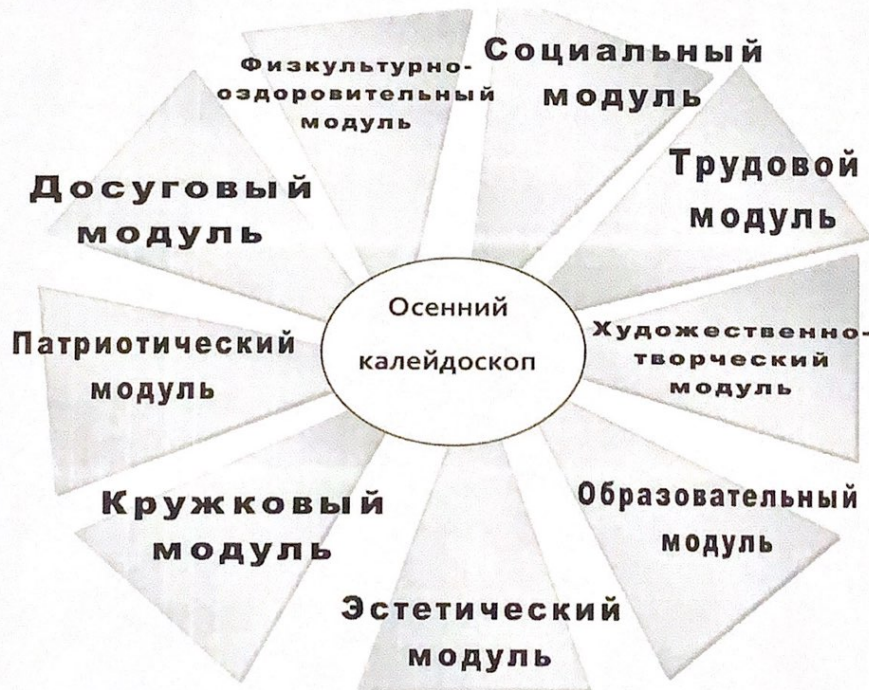 Социальный
модуль
Физкультурно-
оздоровительный
модуль
Трудовой
модуль
Досуговый
модуль
Осенний
калейдоскоп
Художественно-
творческий
модуль
Патриотический
модуль
Образовательный
модуль
Кружковый
модуль
Эстетический
модуль